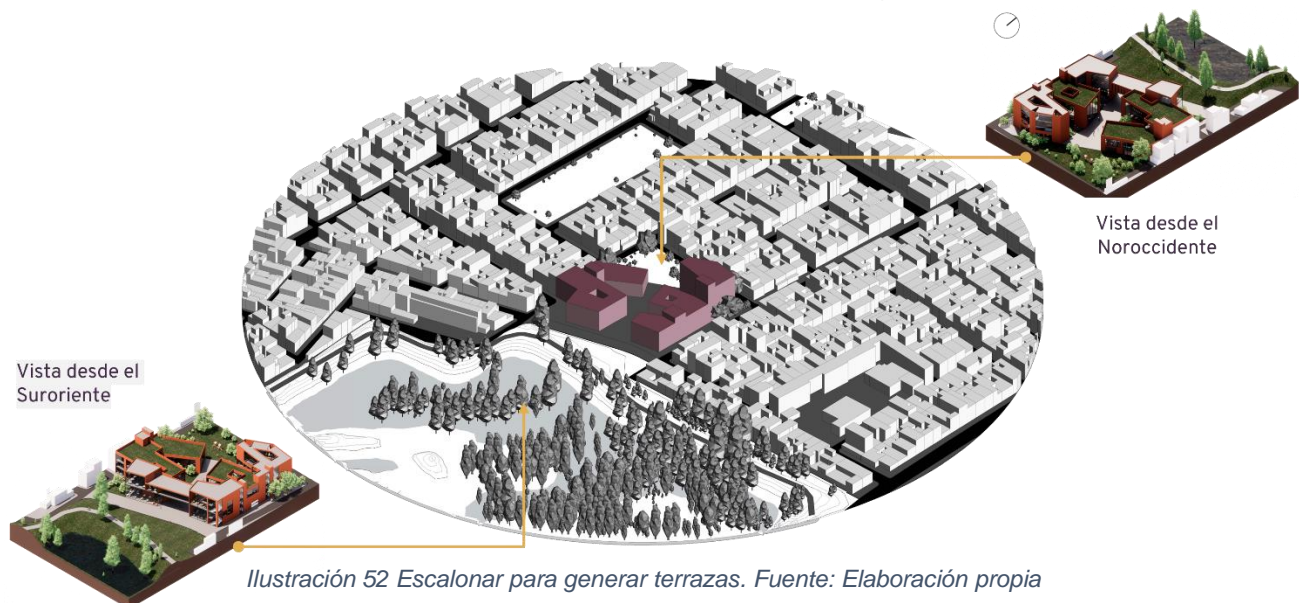 Vista desde el
Noroccidente
Vista desde el
Suroriente
Ilustración 52 Escalonar para generar terrazas. Fuente: Elaboración propia